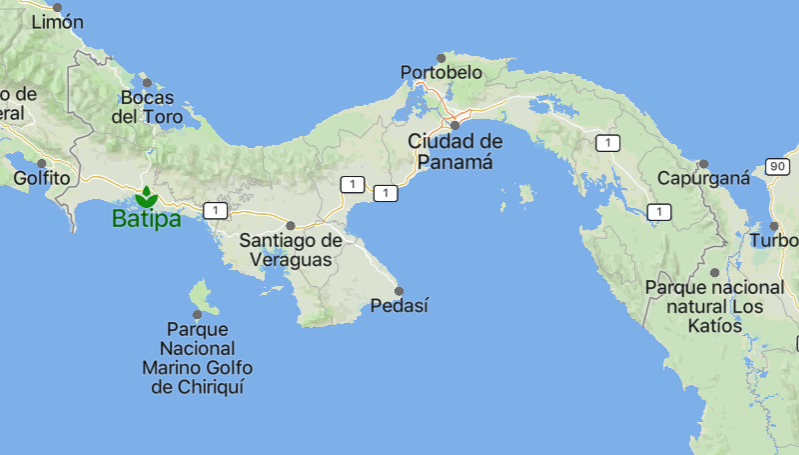 Limón
Portobelo
Bocas
del Toro
o de
eral
Ciudad de
Panamá
1
Golfito
Capurganá
90
1
1
Batipa
1
1
Santiago de
Veraguas
Turbo
Pedasí
Parque nacional
natural Los
Katíos
Parque
Nacional
Marino Golfo
de Chiriquí